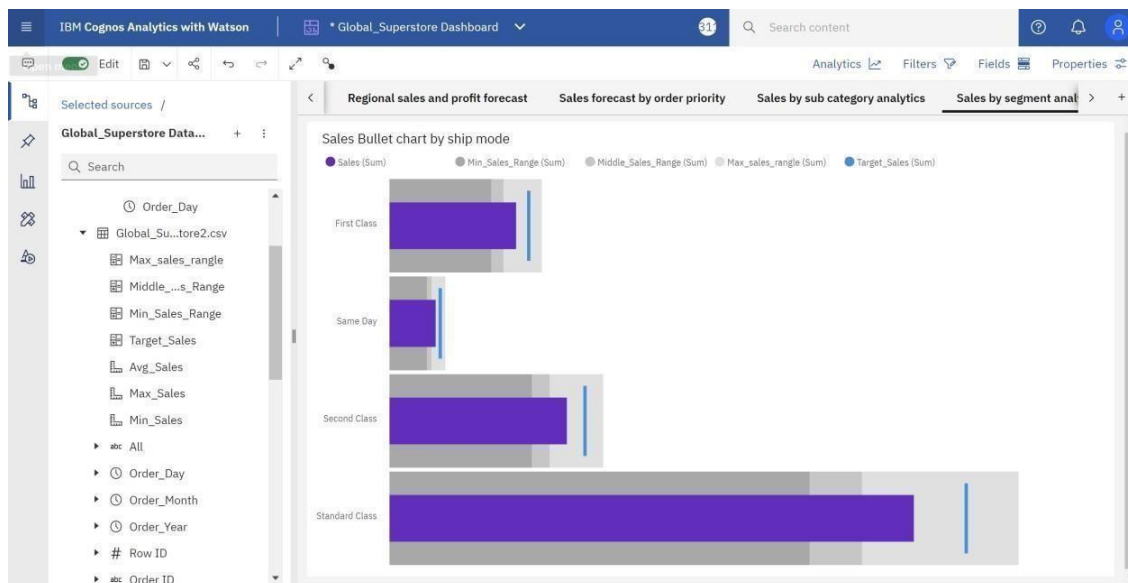 IBM Cognos Analytics with Watson
* Global_Superstore Dashboard
Search content
Edit
Analytics
Filters
Fields
Properties
Selected sources /
Global_Superstore Data...
Search
Order_Day
Global_Su...tore2.csv
Max_sales_rangle
Middle_...s_Range
Min_Sales_Range
Target_Sales
Avg_Sales
Max_Sales
Min_Sales
abc All
Order_Day
Order_Month
Order_Year
# Row ID
abc Order ID
Regional sales and profit forecast
Sales forecast by order priority
Sales by sub category analytics
Sales by segment anal
Sales Bullet chart by ship mode
Sales (Sum)
Min_Sales_Range (Sum)
Middle_Sales_Range (Sum)
Max_sales_rangle (Sum)
Target_Sales (Sum)
First Class
Same Day
Second Class
Standard Class